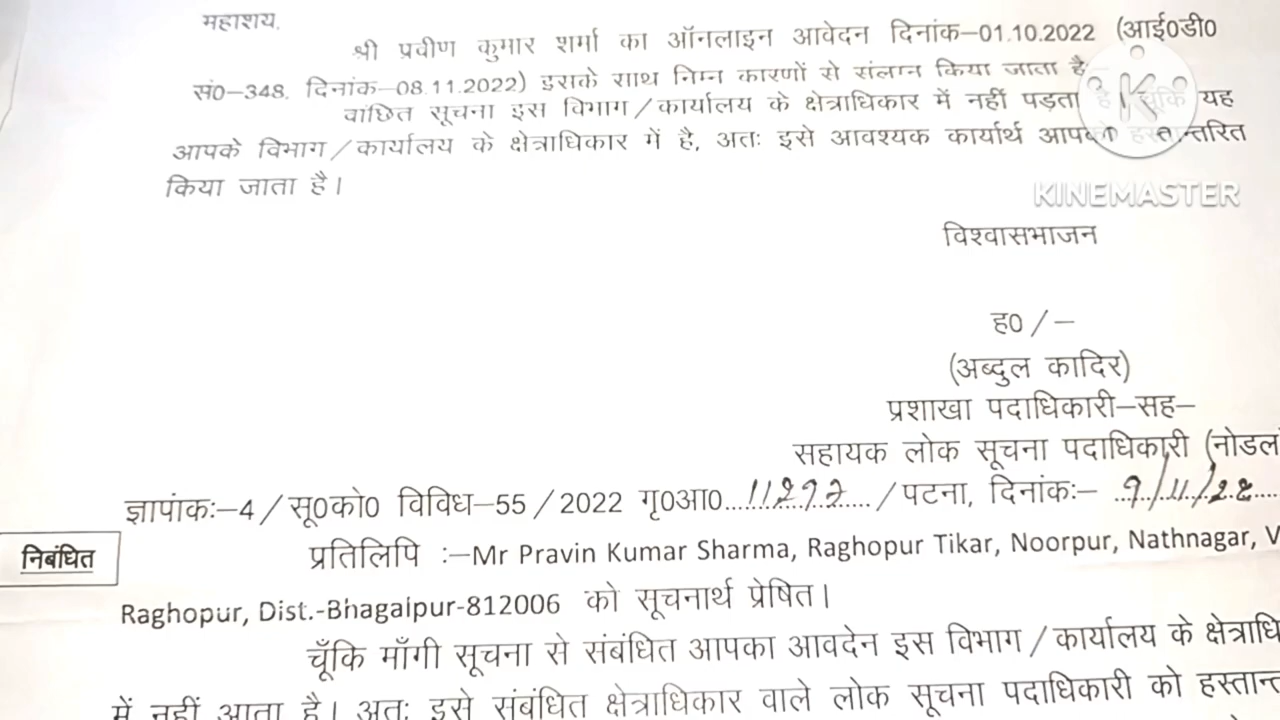 महाशय,
श्री प्रवीण कुमार शर्मा का ऑनलाइन आवेदन दिनांक–01.10.2022 (आई0डी0
सं0–348, दिनांक–08.11.2022) इसके साथ निम्न कारणों से संलग्न किया जाता है
वांछित सूचना इस विभाग/कार्यालय के क्षेत्राधिकार में नहीं पड़ता है। चूंकि यह
आपके विभाग/कार्यालय के क्षेत्राधिकार में है, अतः इसे आवश्यक कार्यार्थ आपको हस्तान्तरित
किया जाता है।
KINEMASTER
विश्वासभाजन
ह0/–
(अब्दुल कादिर)
प्रशाखा पदाधिकारी–सह–
सहायक लोक सूचना पदाधिकारी (नोडल
ज्ञापांकः–4/सू0को0 विविध–55/2022 गृ0आ0.......112........../पटना, दिनांकः– 9/11/22
निबंधित
प्रतिलिपि :–Mr Pravin Kumar Sharma, Raghopur Tikar, Noorpur, Nathnagar, V
Raghopur, Dist.-Bhagalpur-812006 को सूचनार्थ प्रेषित।
चूँकि माँगी सूचना से संबंधित आपका आवदेन इस विभाग/कार्यालय के क्षेत्राधि
में नहीं आता है। अतः इसे संबंधित क्षेत्राधिकार वाले लोक सूचना पदाधिकारी को हस्तान्त